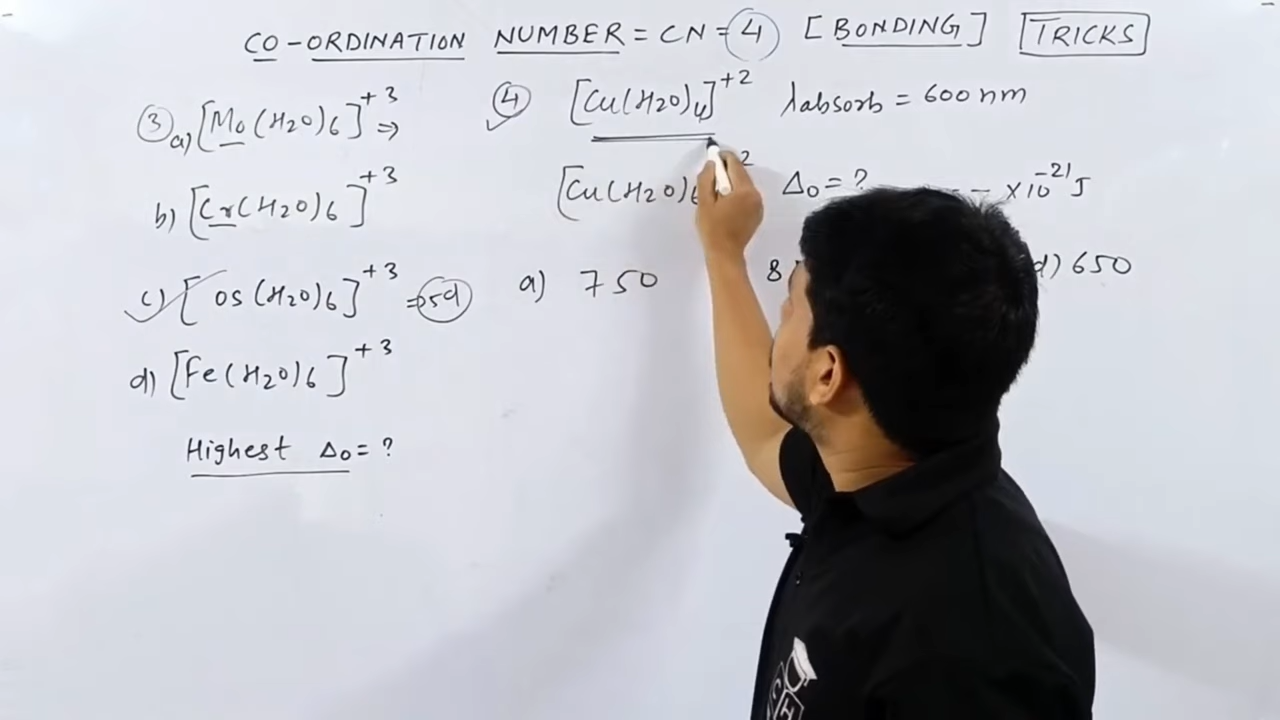 CO-ORDINATION NUMBER = CN = 4 [BONDING] TRICKS
③ a) [Mo(H2O)6]+3 ⇒
b) [Cr(H2O)6]+3
c) [Os(H2O)6]+3 ⇒ 5d
d) [Fe(H2O)6]+3
Highest Δo = ?
④ [Cu(H2O)4]+2 λabsorb = 600 nm
[Cu(H2O)6 2 Δo = ? - - ×10-21 J
a) 750 d) 650